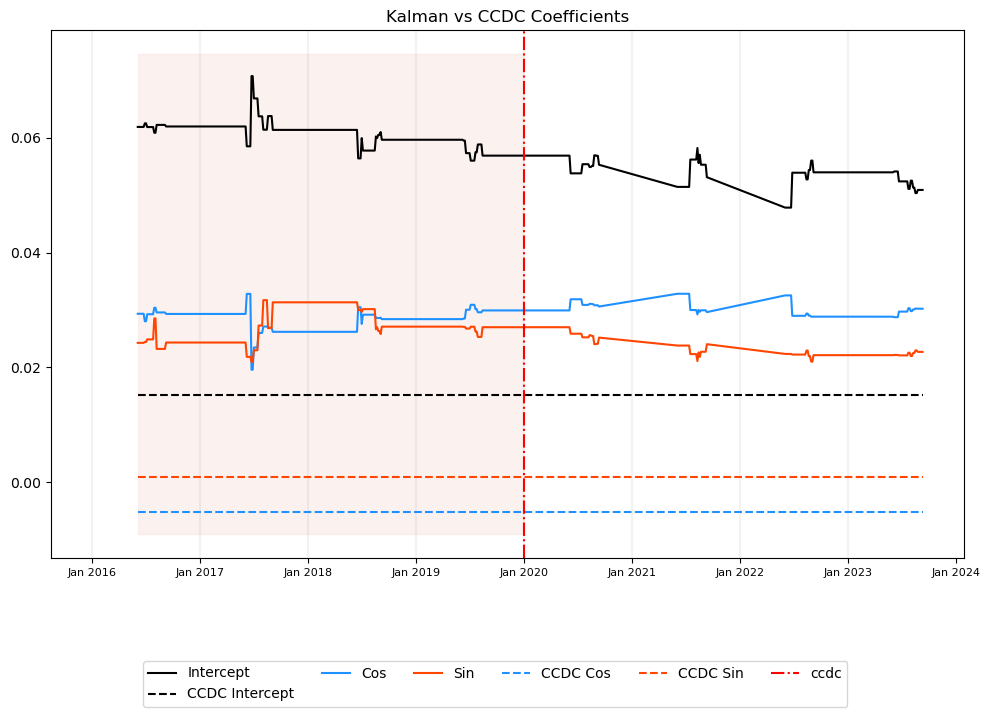 Kalman vs CCDC Coefficients
0.06
0.04
0.02
0.00
Jan 2016 Jan 2017 Jan 2018 Jan 2019 Jan 2020 Jan 2021 Jan 2022 Jan 2023 Jan 2024
Intercept Cos Sin CCDC Cos CCDC Sin ccdc
CCDC Intercept